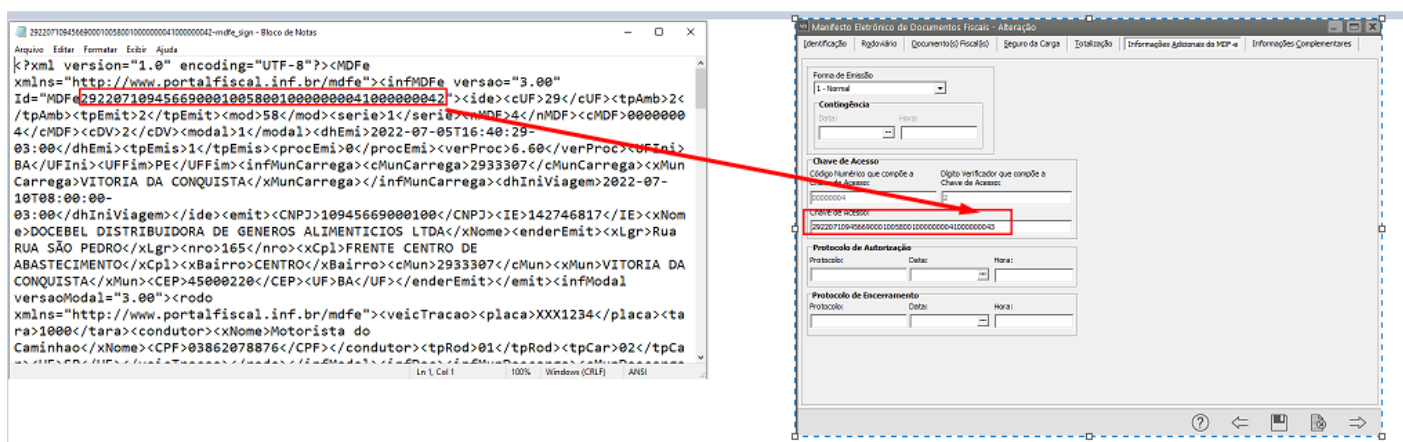 29220710945669000100580010000000041000000042-mdfe_sign - Bloco de Notas
Arquivo Editar Formatar Exibir Ajuda
<?xml version="1.0" encoding="UTF-8"?><MDFe
xmlns="http://www.portalfiscal.inf.br/mdfe"><infMDFe versao="3.00"
Id="MDFe29220710945669000100580010000000041000000042"><ide><cUF>29</cUF><tpAmb>2<
/tpAmb><tpEmit>2</tpEmit><mod>58</mod><serie>1</serie><nMDF>4</nMDF><cMDF>0000000
4</cMDF><cDV>2</cDV><modal>1</modal><dhEmi>2022-07-05T16:40:29-
03:00</dhEmi><tpEmis>1</tpEmis><procEmi>0</procEmi><verProc>6.60</verProc><UFIni>
BA</UFIni><UFFim>PE</UFFim><infMunCarrega><cMunCarrega>2933307</cMunCarrega><xMun
Carrega>VITORIA DA CONQUISTA</xMunCarrega></infMunCarrega><dhIniViagem>2022-07-
10T08:00:00-
03:00</dhIniViagem></ide><emit><CNPJ>10945669000100</CNPJ><IE>142746817</IE><xNom
e>DOCEBEL DISTRIBUIDORA DE GENEROS ALIMENTICIOS LTDA</xNome><enderEmit><xLgr>Rua
RUA SÃO PEDRO</xLgr><nro>165</nro><xCpl>FRENTE CENTRO DE
ABASTECIMENTO</xCpl><xBairro>CENTRO</xBairro><cMun>2933307</cMun><xMun>VITORIA DA
CONQUISTA</xMun><CEP>45000220</CEP><UF>BA</UF></enderEmit></emit><infModal
versaoModal="3.00"><rodo
xmlns="http://www.portalfiscal.inf.br/mdfe"><veicTracao><placa>XXX1234</placa><ta
ra>1000</tara><condutor><xNome>Motorista do
Caminhao</xNome><CPF>03862078876</CPF></condutor><tpRod>01</tpRod><tpCar>02</tpCa
Ln 1, Col 1 100% Windows (CRLF) ANSI
Manifesto Eletrônico de Documentos Fiscais - Alteração
Identificação Rodoviário Documento(s) Fiscal(is) Seguro da Carga Totalização Informações Adicionais do MDF-e Informações Complementares
Forma de Emissão
1 - Normal
Contingência
Data: Hora:
Chave de Acesso
Código Numérico que compõe a Dígito Verificador que compõe a
Chave de Acesso: Chave de Acesso:
00000004 2
Chave de Acesso:
29220710945669000100580010000000041000000043
Protocolo de Autorização
Protocolo: Data: Hora:
Protocolo de Encerramento
Protocolo: Data: Hora: